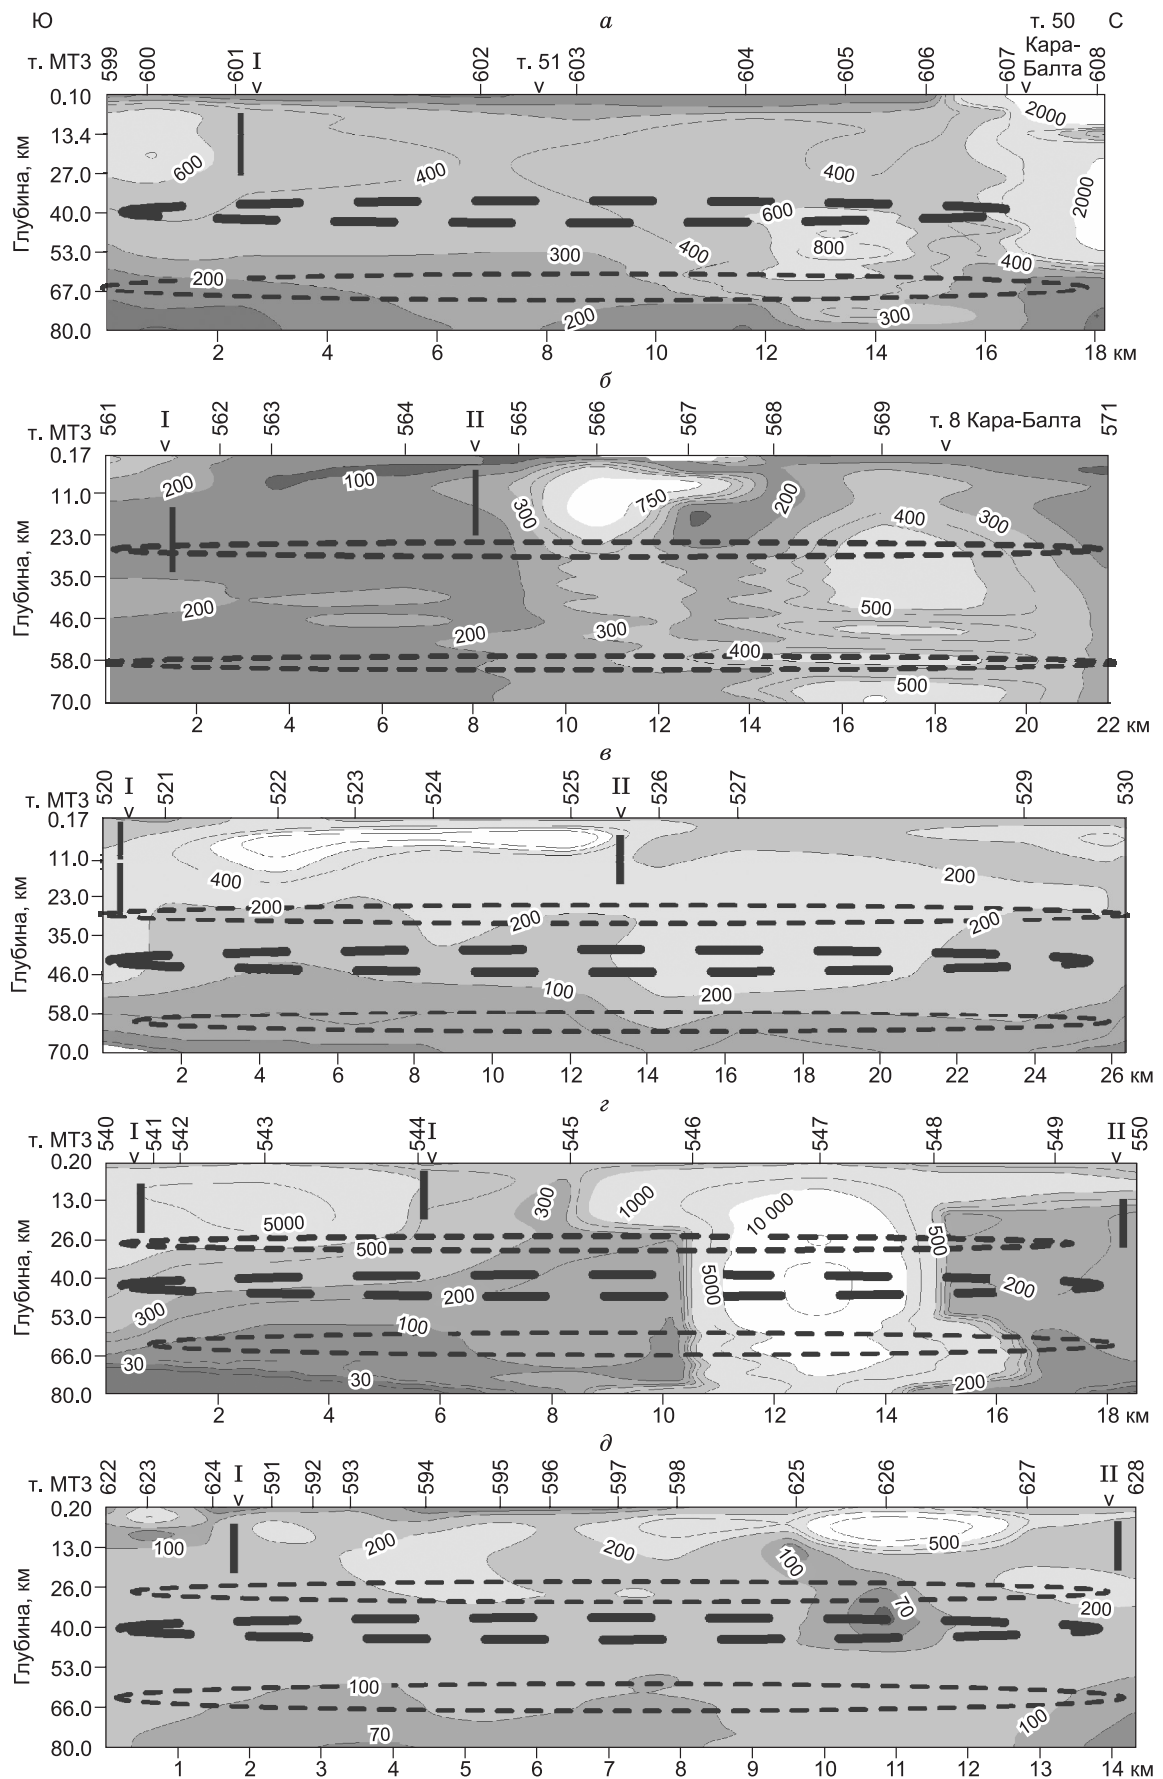 Ю а т. 50 С
т. МТЗ 599 600 601 I 602 т. 51 603 604 605 606 607 Кара-Балта 608
Глубина, км
0.10
13.4
27.0
40.0
53.0
67.0
80.0
2000
600 400 400 2000
600
300 400 800 400
200
200 300
2 4 6 8 10 12 14 16 18 км
б
т. МТЗ 561 I 562 563 564 II 565 566 567 568 569 т. 8 Кара-Балта 571
Глубина, км
0.17
11.0
23.0
35.0
46.0
58.0
70.0
200 100 300 750 200
400 300
200 200 300 500
400
500
2 4 6 8 10 12 14 16 18 20 22 км
в
т. МТЗ 520 I 521 522 523 524 525 II 526 527 529 530
Глубина, км
0.17
11.0
23.0
35.0
46.0
58.0
70.0
400 200
200 200 200
100 200
2 4 6 8 10 12 14 16 18 20 22 24 26 км
г
т. МТЗ 540 I 541 542 543 544 I 545 546 547 548 549 II 550
Глубина, км
0.20
13.0
26.0
40.0
53.0
66.0
80.0
5000 300 1000 10 000
500 500
300 200 5000 200
100
30 30 200
2 4 6 8 10 12 14 16 18 км
д
т. МТЗ 622 623 624 I 591 592 593 594 595 596 597 598 625 626 627 II 628
Глубина, км
0.20
13.0
26.0
40.0
53.0
66.0
80.0
100 200 200 100 500
70 200
100
70 100
1 2 3 4 5 6 7 8 9 10 11 12 13 14 км